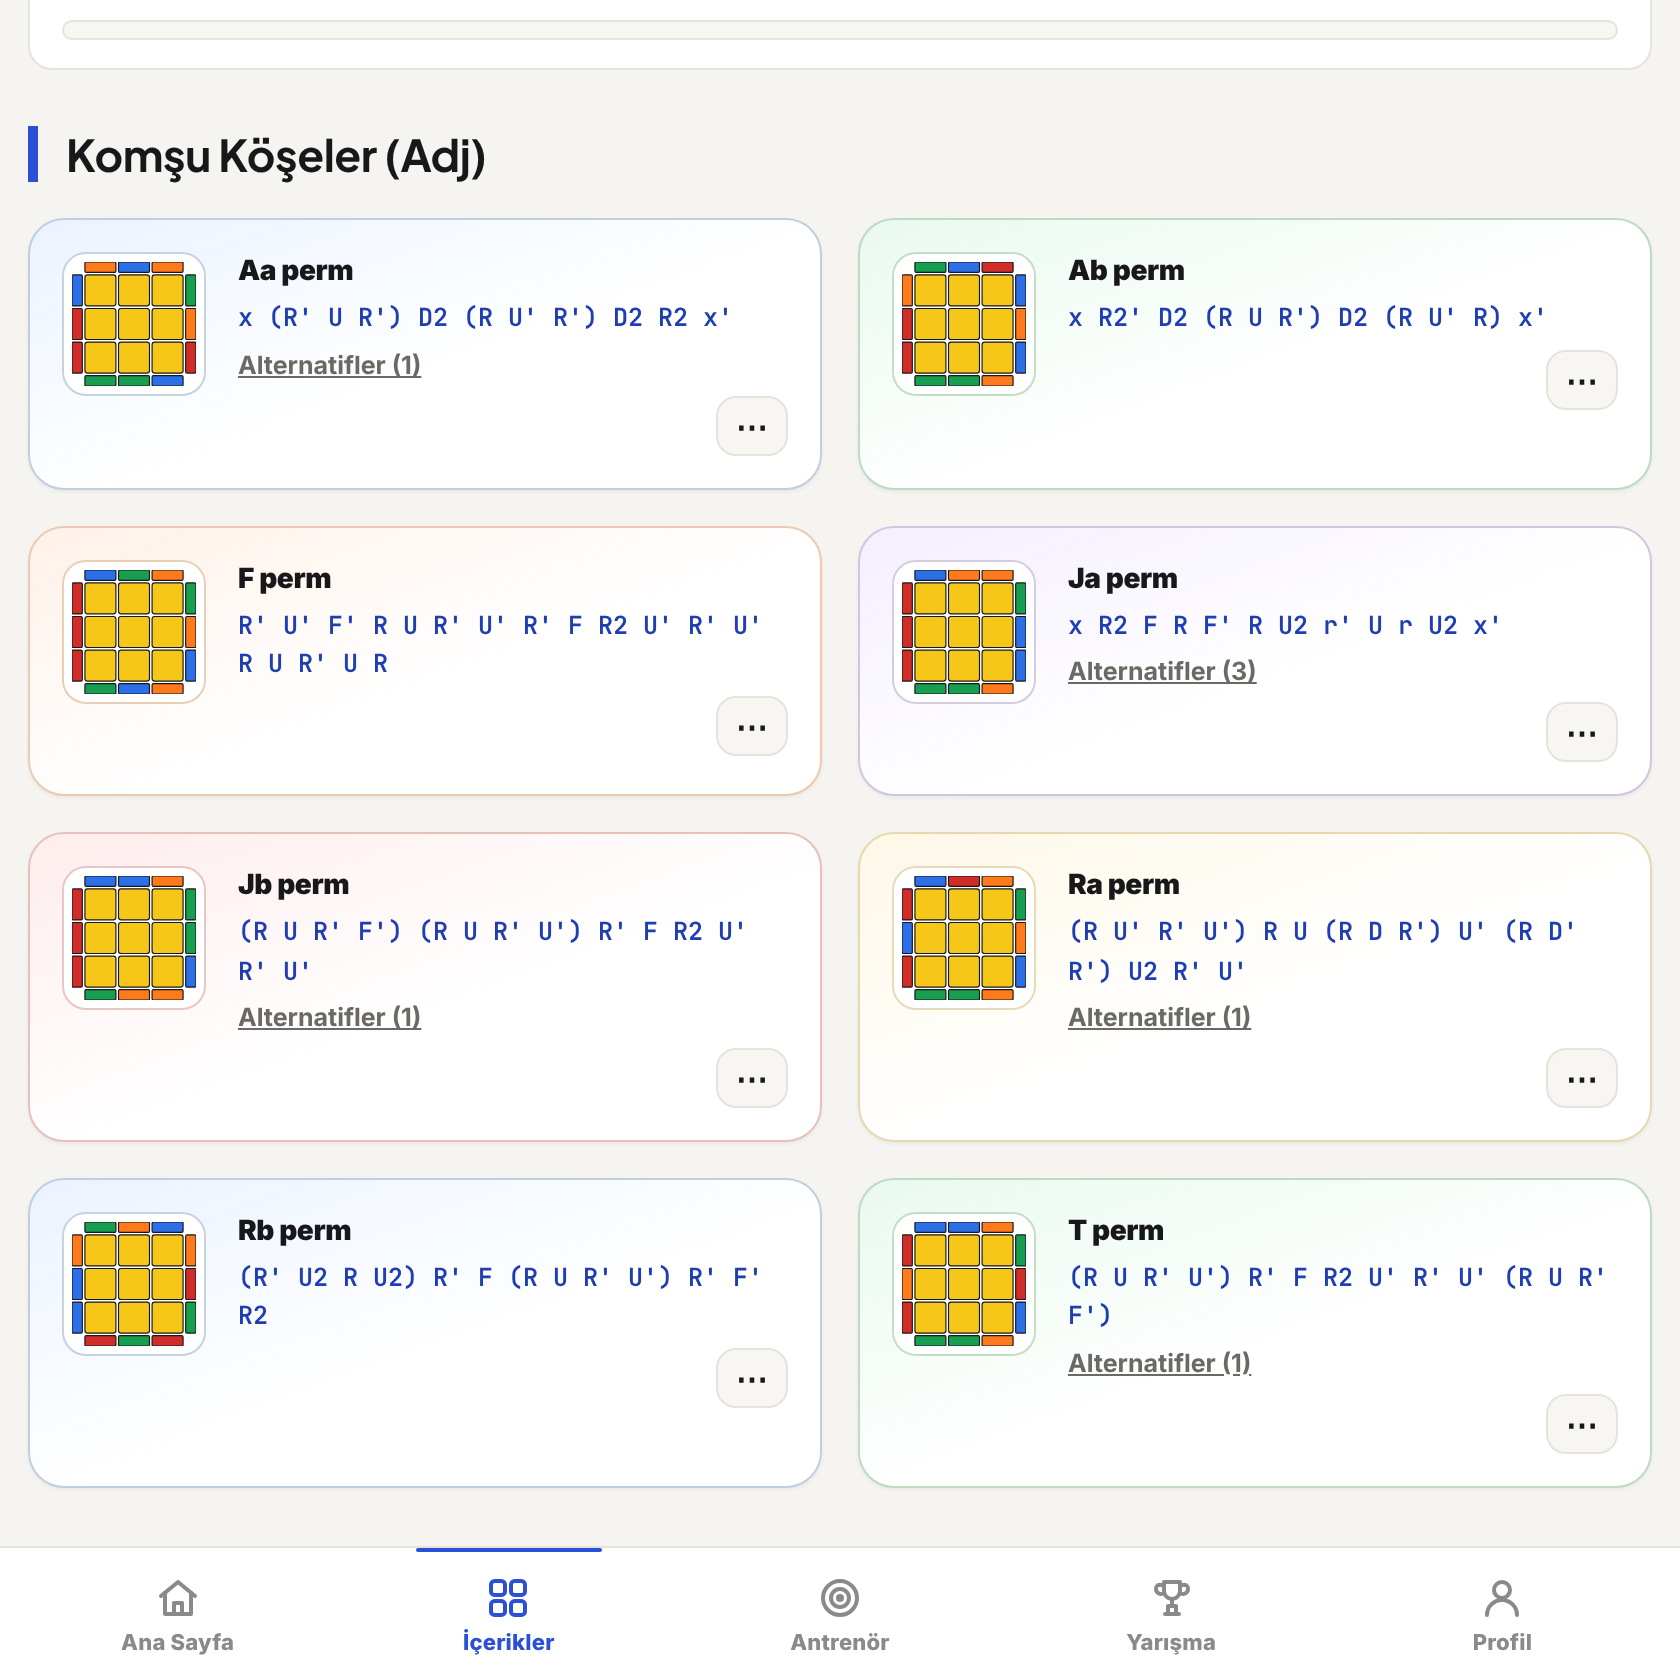 Komşu Köşeler (Adj)
Aa perm
x (R' U R') D2 (R U' R') D2 R2 x'
Alternatifler (1)
...
Ab perm
x R2' D2 (R U R') D2 (R U' R) x'
...
F perm
R' U' F' R U R' U' R' F R2 U' R' U'
R U R' U R
...
Ja perm
x R2 F R F' R U2 r' U r U2 x'
Alternatifler (3)
...
Jb perm
(R U R' F') (R U R' U') R' F R2 U'
R' U'
Alternatifler (1)
...
Ra perm
(R U' R' U') R U (R D R') U' (R D'
R') U2 R' U'
Alternatifler (1)
...
Rb perm
(R' U2 R U2) R' F (R U R' U') R' F'
R2
...
T perm
(R U R' U') R' F R2 U' R' U' (R U R'
F')
Alternatifler (1)
...
Ana Sayfa
İçerikler
Antrenör
Yarışma
Profil